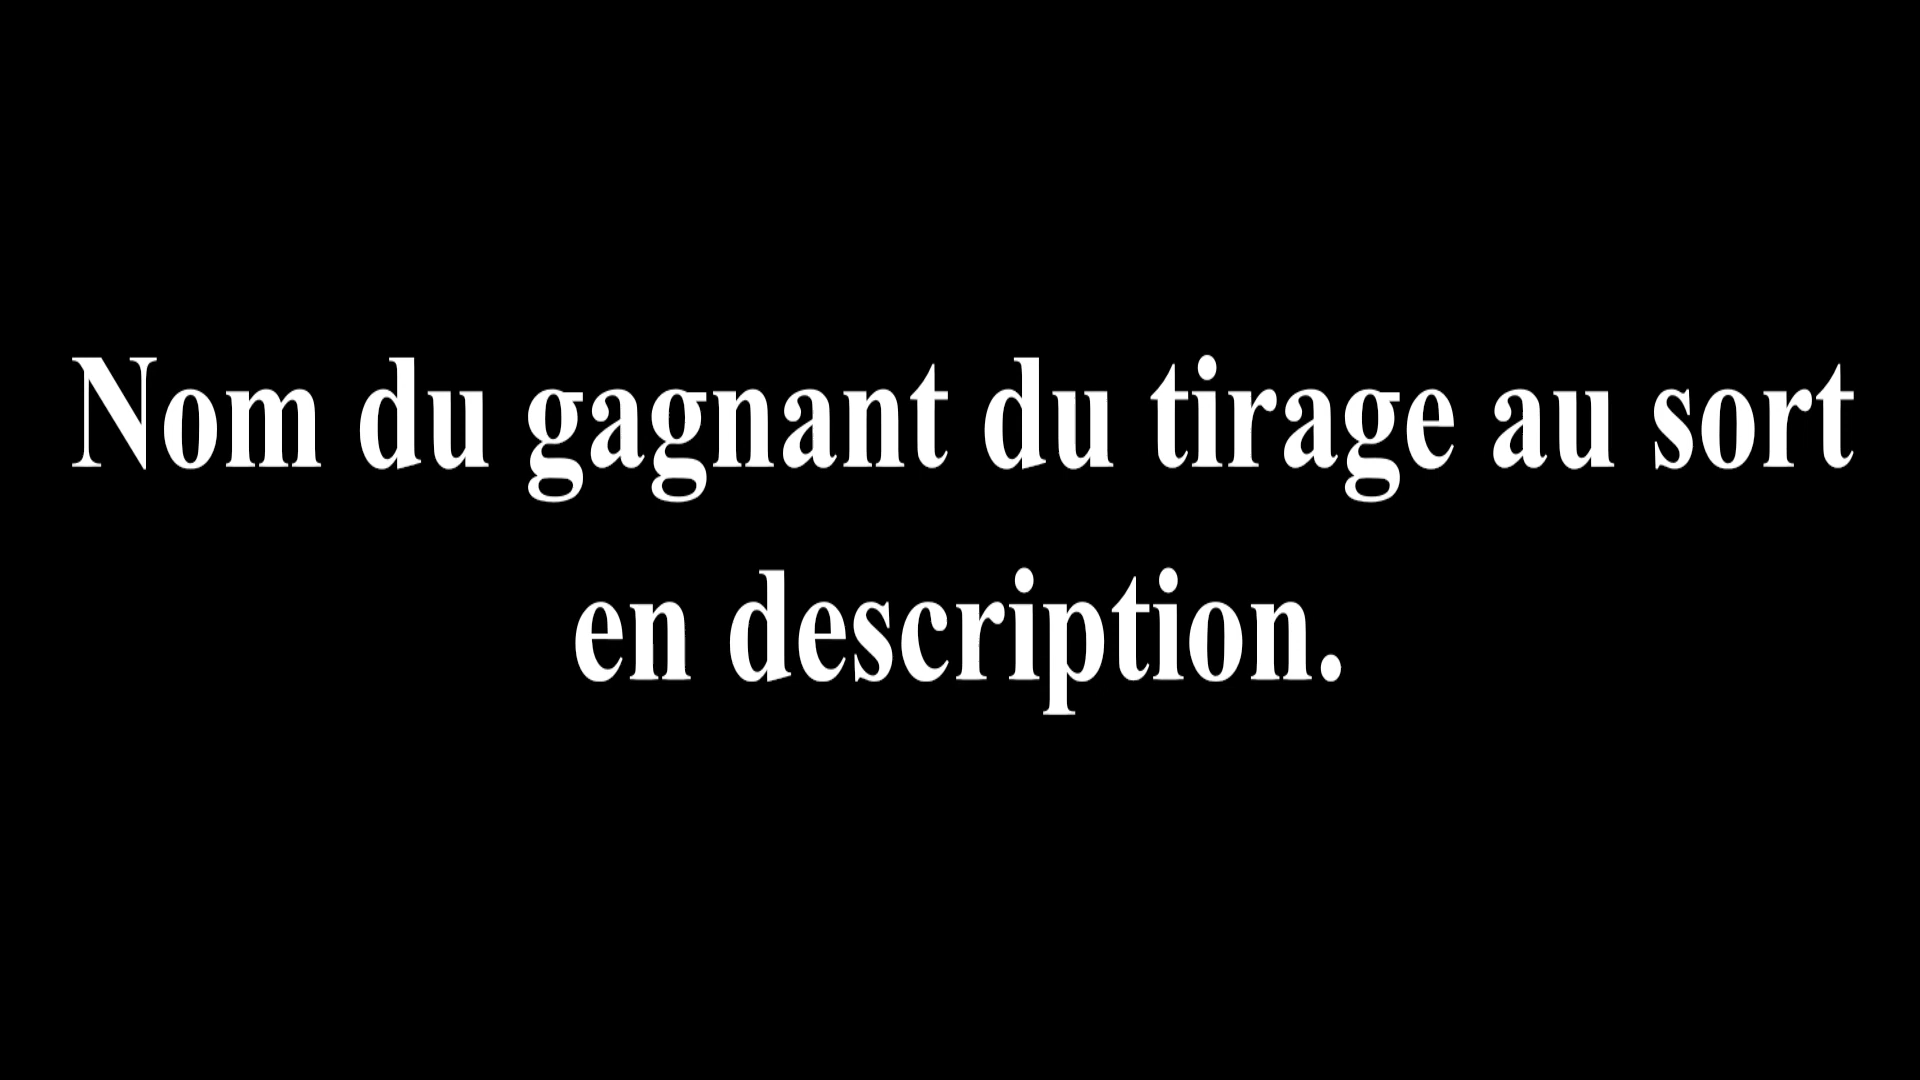 Nom du gagnant du tirage au sort
en description.